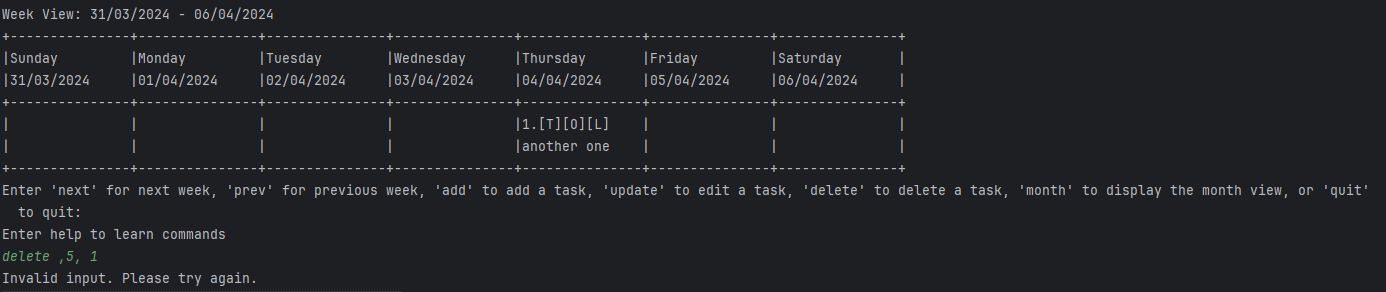 Week View: 31/03/2024 - 06/04/2024
+---------------+---------------+---------------+---------------+---------------+---------------+---------------+
|Sunday         |Monday         |Tuesday        |Wednesday      |Thursday       |Friday         |Saturday       |
|31/03/2024     |01/04/2024     |02/04/2024     |03/04/2024     |04/04/2024     |05/04/2024     |06/04/2024     |
+---------------+---------------+---------------+---------------+---------------+---------------+---------------+
|               |               |               |               |1.[T][O][L]    |               |               |
|               |               |               |               |another one    |               |               |
+---------------+---------------+---------------+---------------+---------------+---------------+---------------+
Enter 'next' for next week, 'prev' for previous week, 'add' to add a task, 'update' to edit a task, 'delete' to delete a task, 'month' to display the month view, or 'quit'
  to quit:
Enter help to learn commands
delete ,5, 1
Invalid input. Please try again.